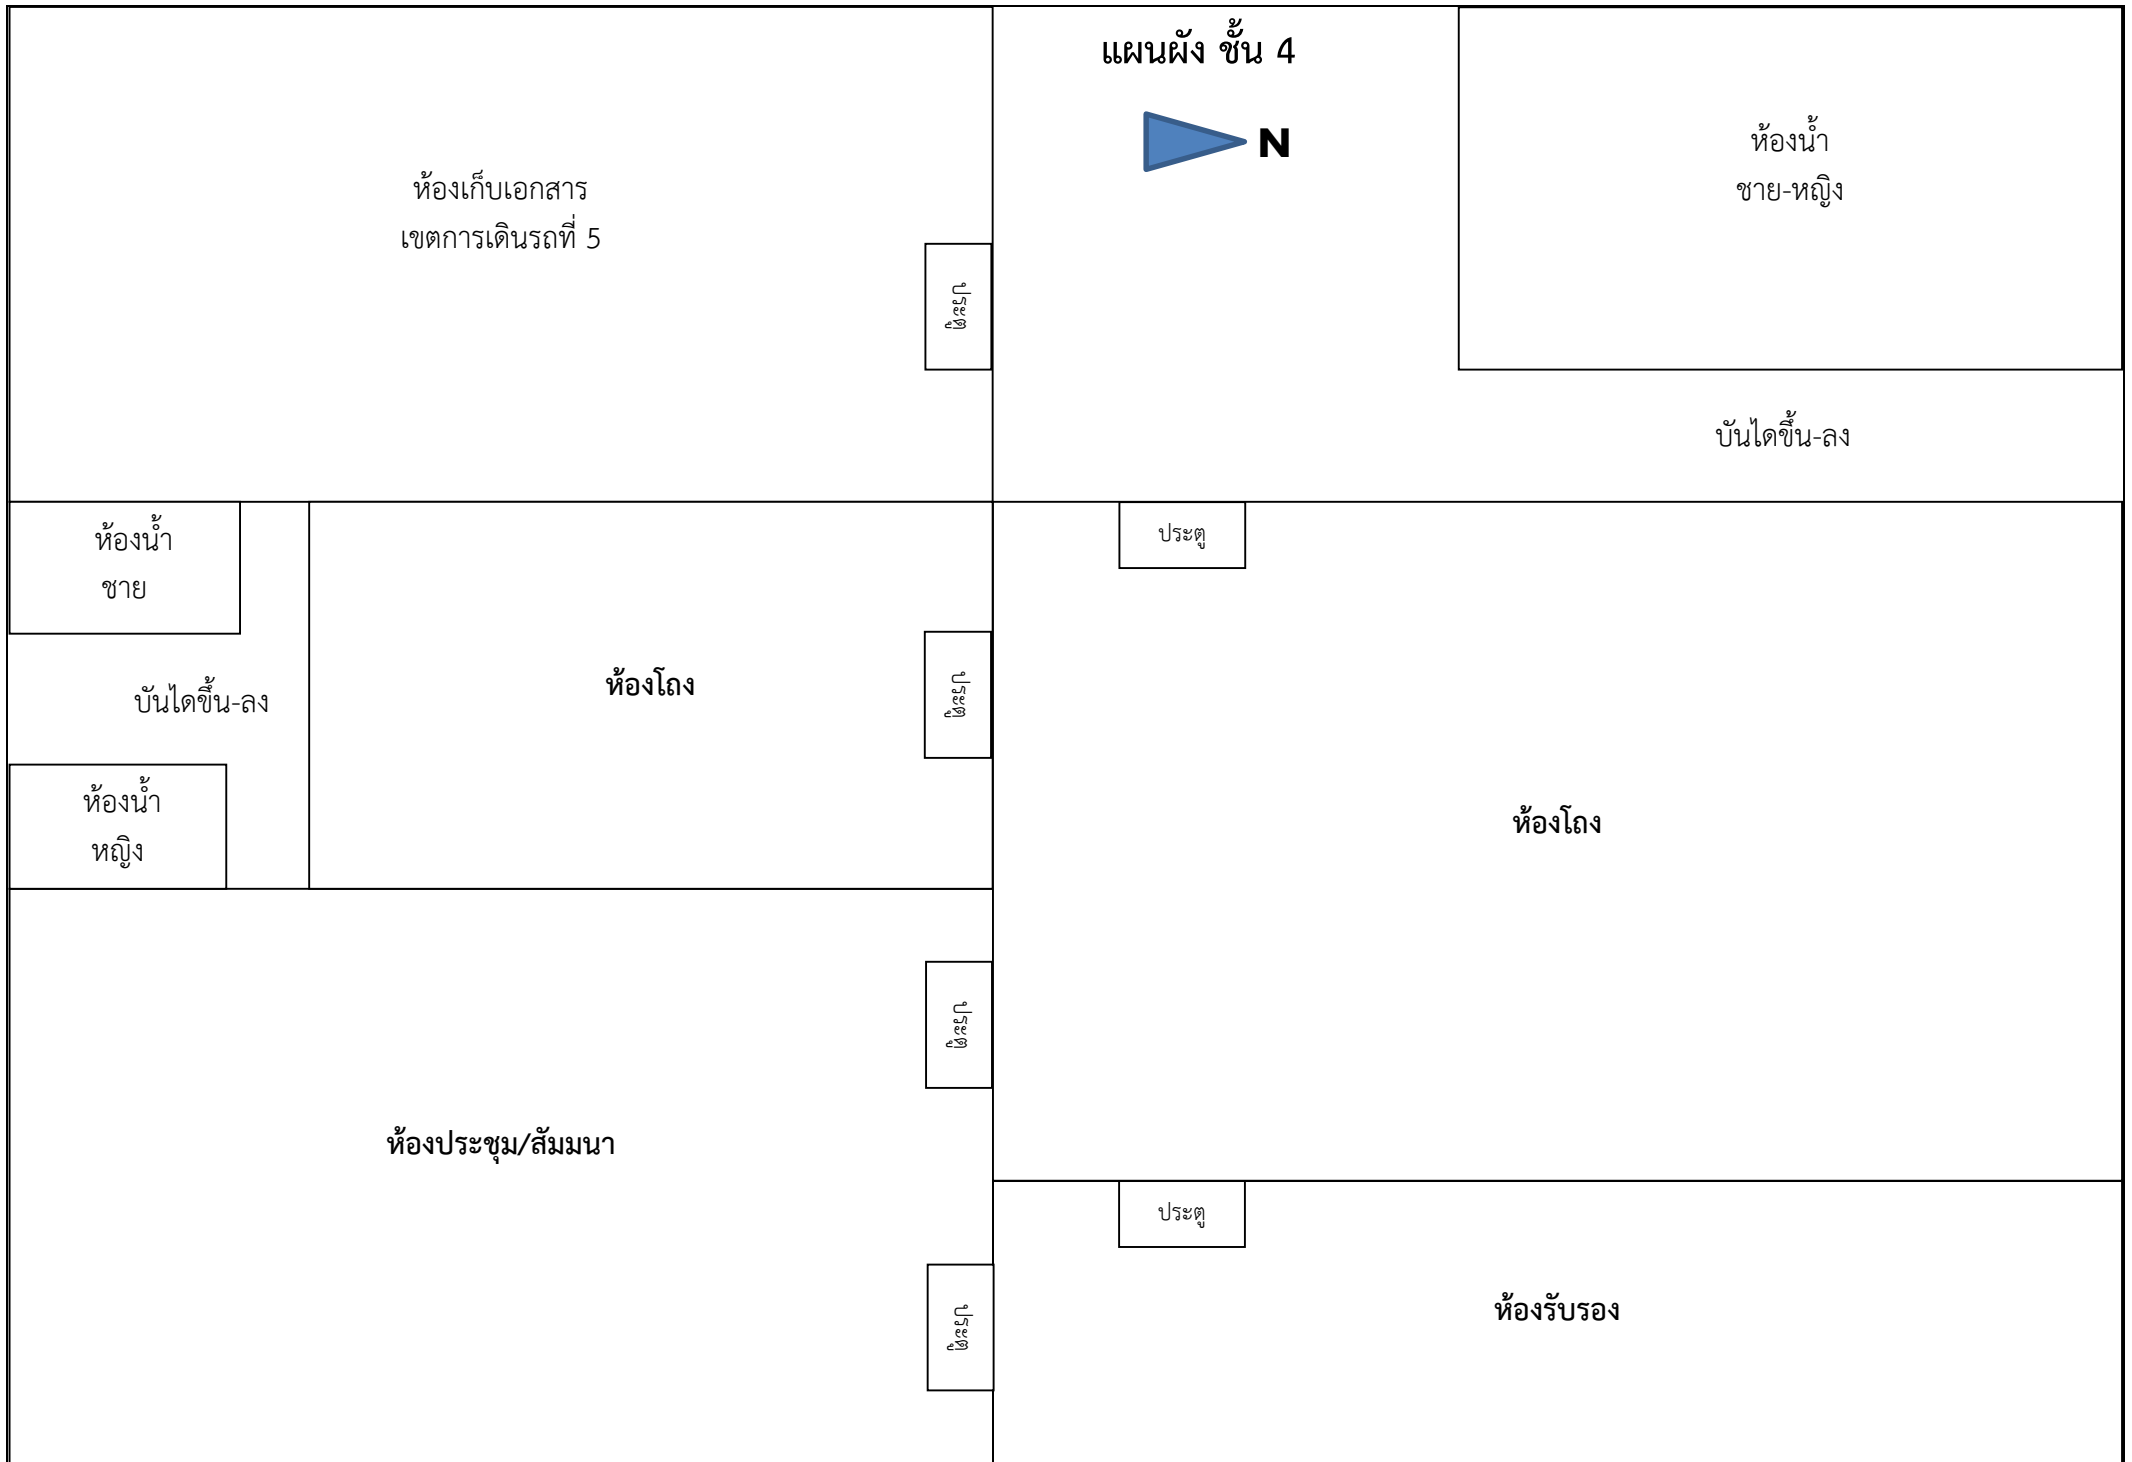 แผนผัง ชั้น 4
N
ห้องเก็บเอกสาร
เขตการเดินรถที่ 5
ประตู
ห้องน้ำ
ชาย-หญิง
บันไดขึ้น-ลง
ห้องน้ำ
ชาย
บันไดขึ้น-ลง
ห้องน้ำ
หญิง
ห้องโถง
ประตู
ประตู
ห้องโถง
ห้องประชุม/สัมมนา
ประตู
ประตู
ประตู
ห้องรับรอง